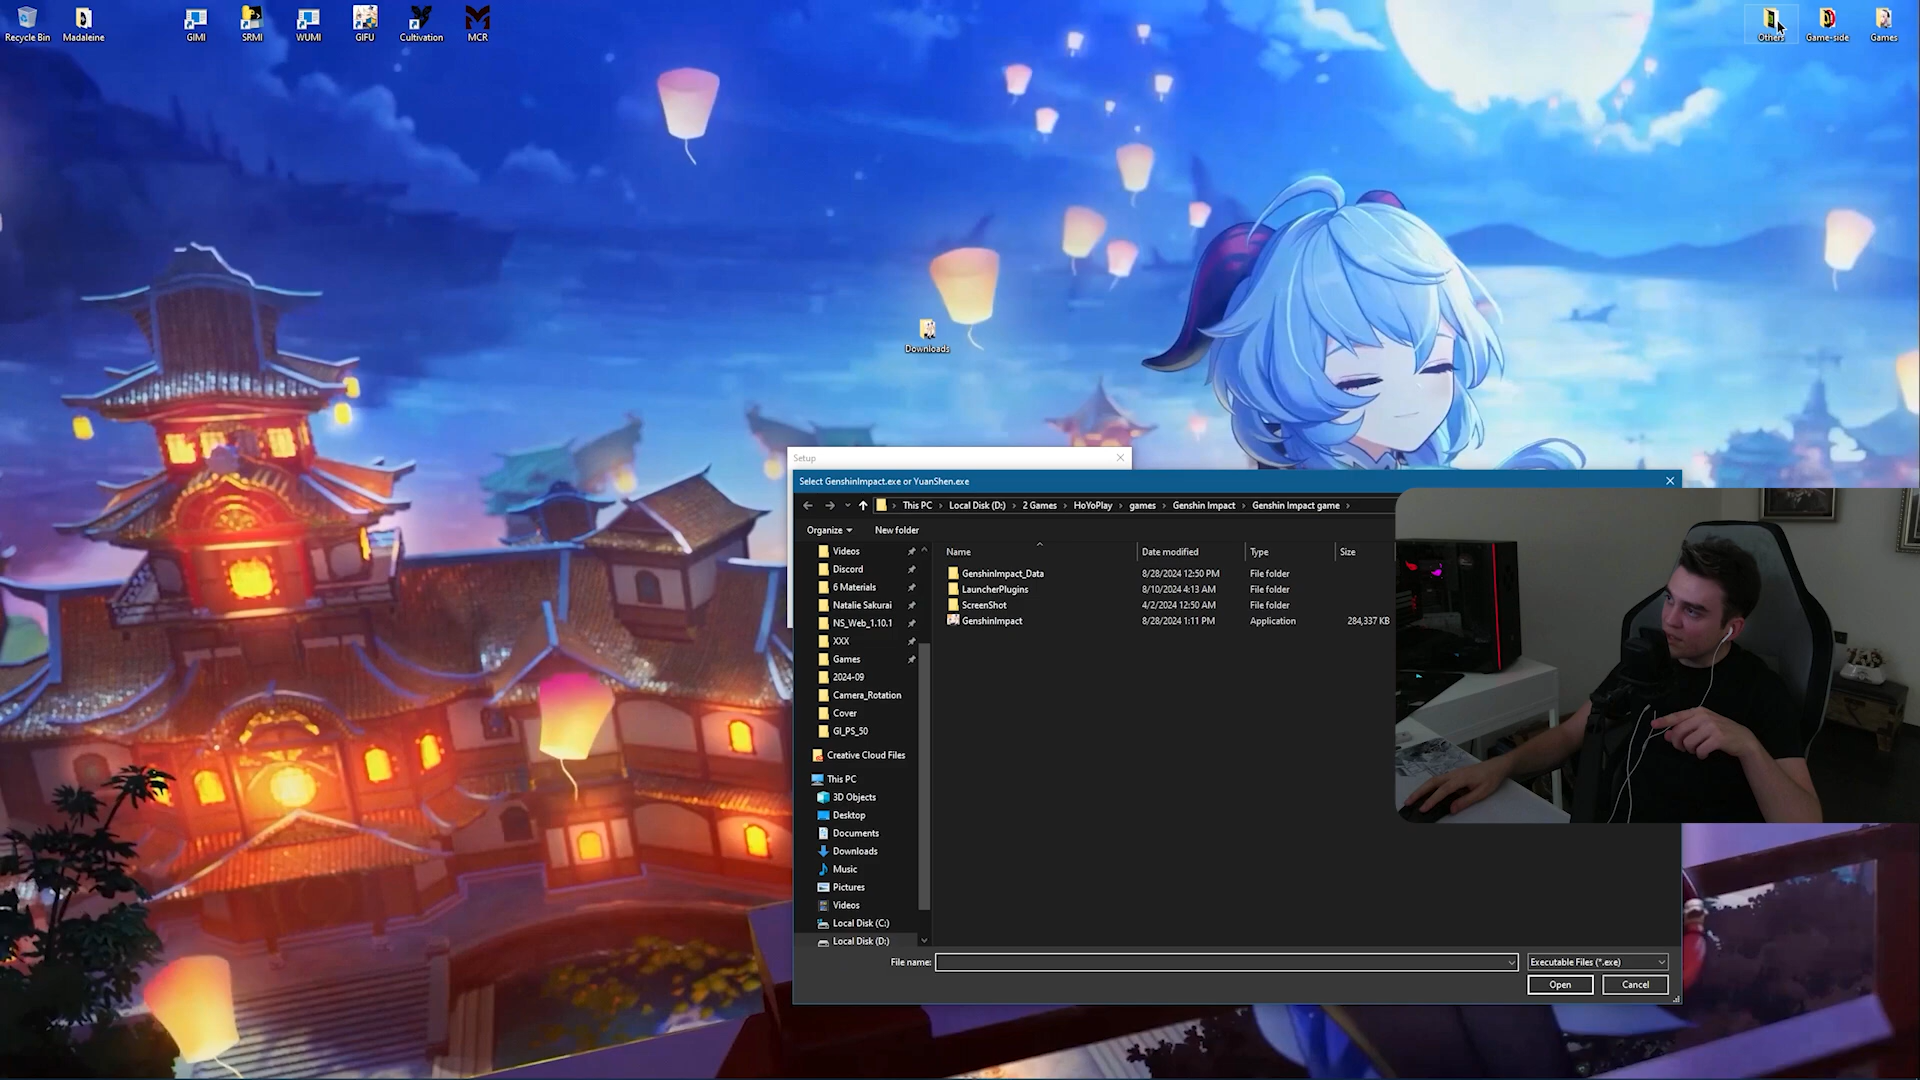 Recycle Bin
Madaleine
GIMI
SRMI
WUMI
GIFU
Cultivation
MCR
Others
Game-side
Games
Downloads
Setup
Select GenshinImpact.exe or YuanShen.exe
This PC
Local Disk (D:)
2 Games
HoYoPlay
games
Genshin Impact
Genshin Impact game
Organize
New folder
Videos
Discord
6 Materials
Natalie Sakurai
NS_Web_1.10.1
XXX
Games
2024-09
Camera_Rotation
Cover
GI_PS_50
Creative Cloud Files
This PC
3D Objects
Desktop
Documents
Downloads
Music
Pictures
Videos
Local Disk (C:)
Local Disk (D:)
Name Date modified Type Size
GenshinImpact_Data 8/28/2024 12:50 PM File folder
LauncherPlugins 8/10/2024 4:13 AM File folder
ScreenShot 4/2/2024 12:50 AM File folder
GenshinImpact 8/28/2024 1:11 PM Application 284,337 KB
File name:
Executable Files (*.exe)
Open
Cancel